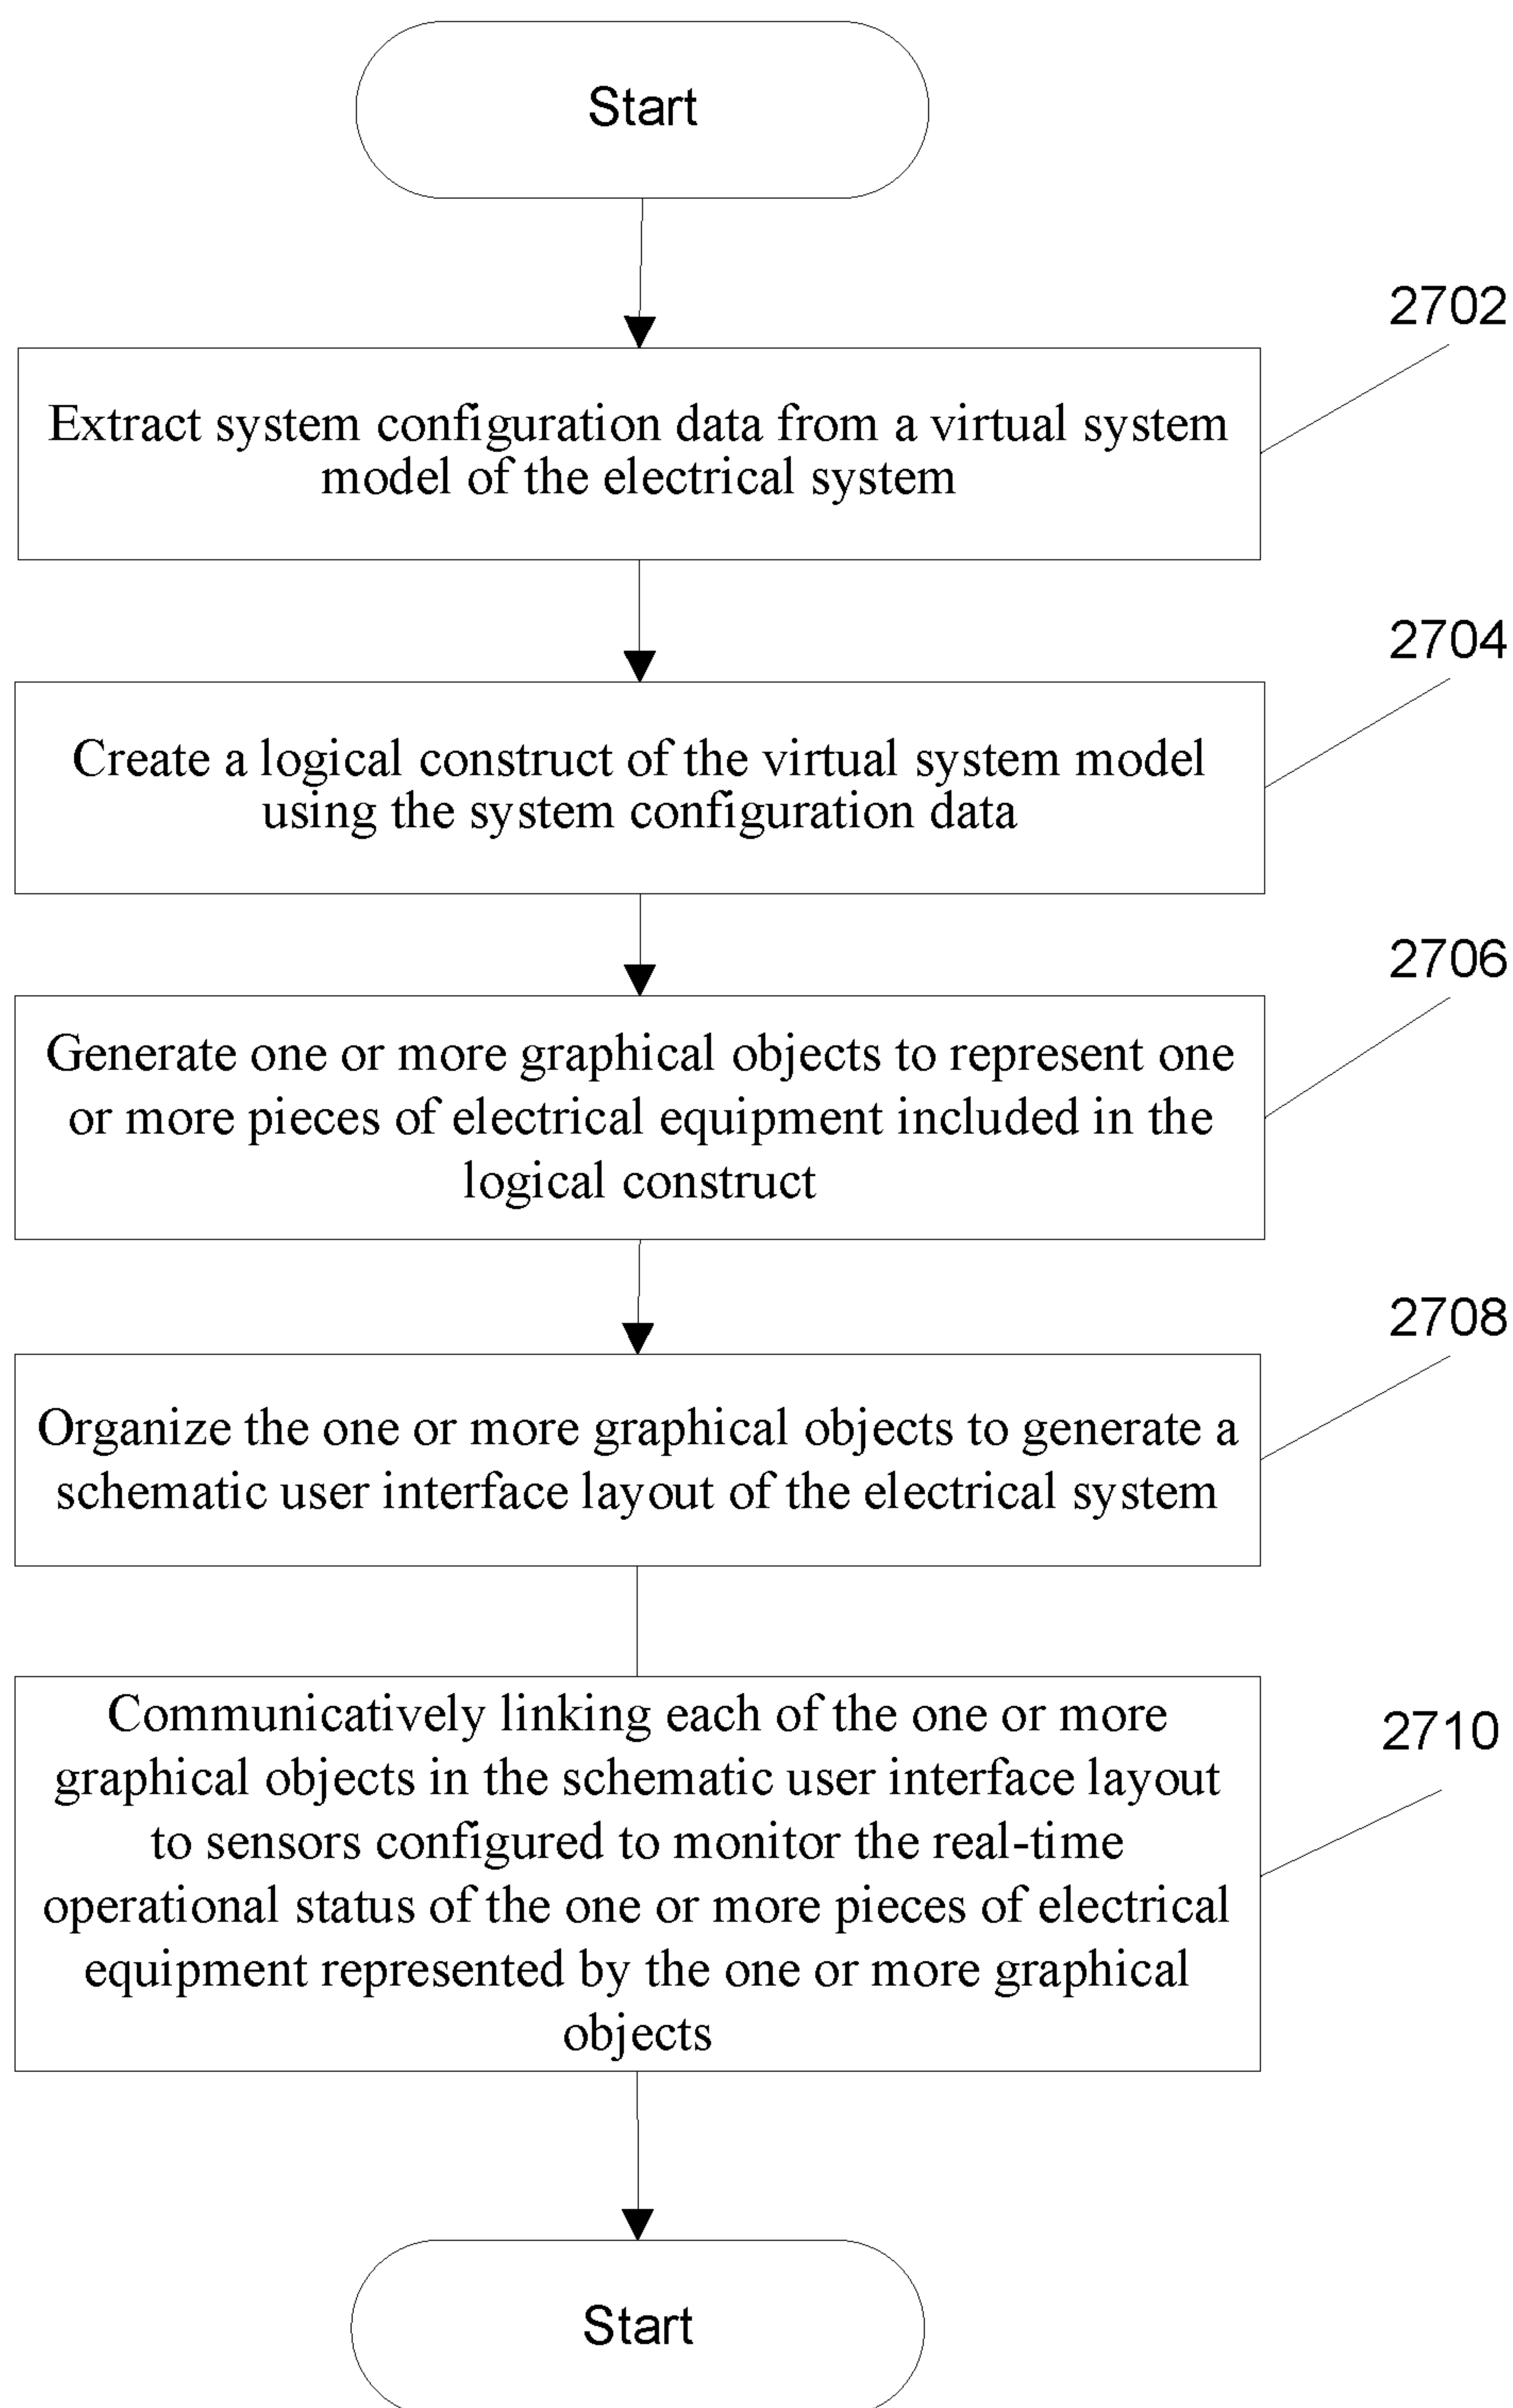 Start
2702
Extract system configuration data from a virtual system
model of the electrical system
2704
Create a logical construct of the virtual system model
using the system configuration data
2706
Generate one or more graphical objects to represent one
or more pieces of electrical equipment included in the
logical construct
2708
Organize the one or more graphical objects to generate a
schematic user interface layout of the electrical system
2710
Communicatively linking each of the one or more
graphical objects in the schematic user interface layout
to sensors configured to monitor the real-time
operational status of the one or more pieces of electrical
equipment represented by the one or more graphical
objects
Start